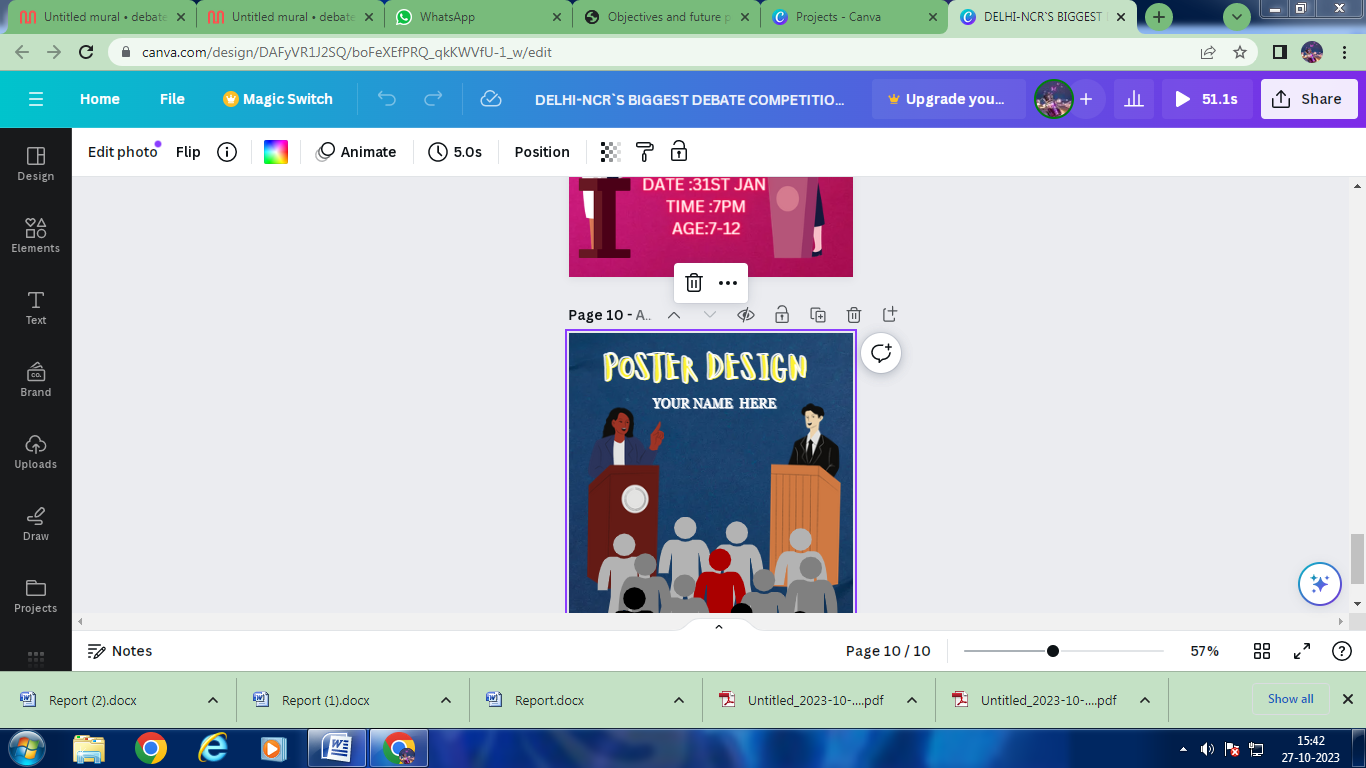 Untitled mural • debate
Untitled mural • debate
WhatsApp
Objectives and future p
Projects - Canva
DELHI-NCR`S BIGGEST
canva.com/design/DAFyVR1J2SQ/boFeXEfPRQ_qkKWVfU-1_w/edit
Home
File
Magic Switch
DELHI-NCR`S BIGGEST DEBATE COMPETITIO...
Upgrade you...
51.1s
Share
Edit photo
Flip
Animate
5.0s
Position
Design
Elements
Text
CO.
Brand
Uploads
Draw
Projects
DATE :31ST JAN
TIME :7PM
AGE:7-12
Page 10 - A..
POSTER DESIGN
YOUR NAME HERE
Notes
Page 10 / 10
57%
Report (2).docx
Report (1).docx
Report.docx
Untitled_2023-10-....pdf
Untitled_2023-10-....pdf
Show all
15:42
27-10-2023